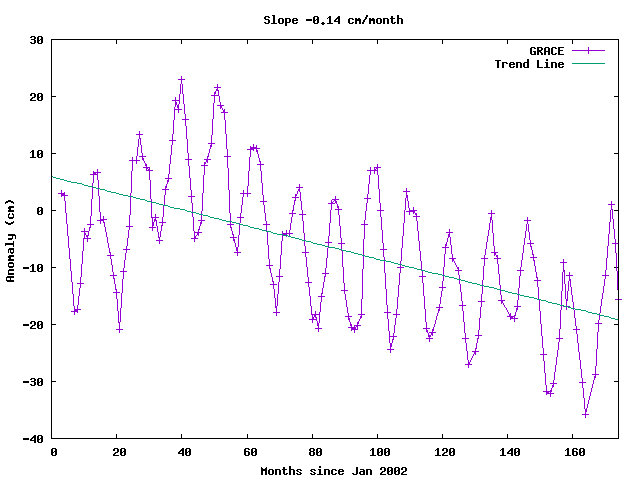 Slope -0.14 cm/month
GRACE
Trend Line
30
20
10
0
-10
-20
-30
-40
Anomaly (cm)
0 20 40 60 80 100 120 140 160
Months since Jan 2002